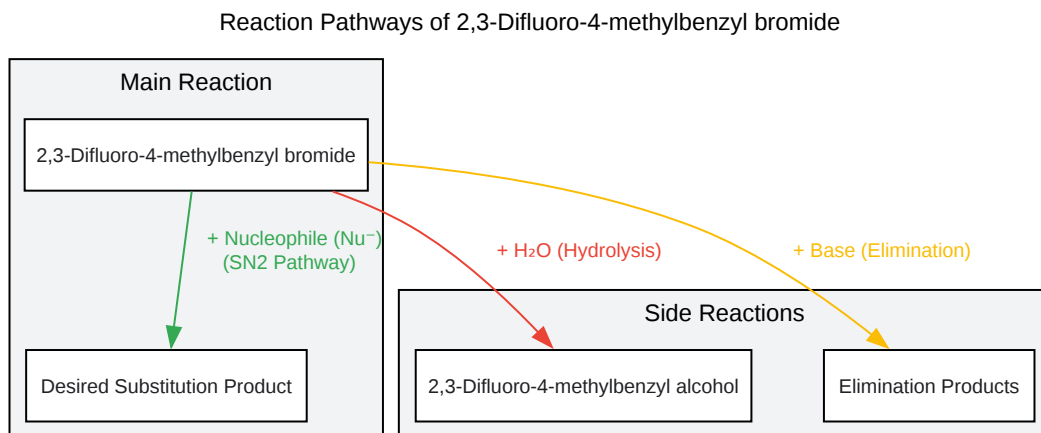 Reaction Pathways of 2,3-Difluoro-4-methylbenzyl bromide
Main Reaction
2,3-Difluoro-4-methylbenzyl bromide
+ Nucleophile (Nu⁻)
(SN2 Pathway)
+ H₂O (Hydrolysis)
+ Base (Elimination)
Side Reactions
Desired Substitution Product
2,3-Difluoro-4-methylbenzyl alcohol
Elimination Products